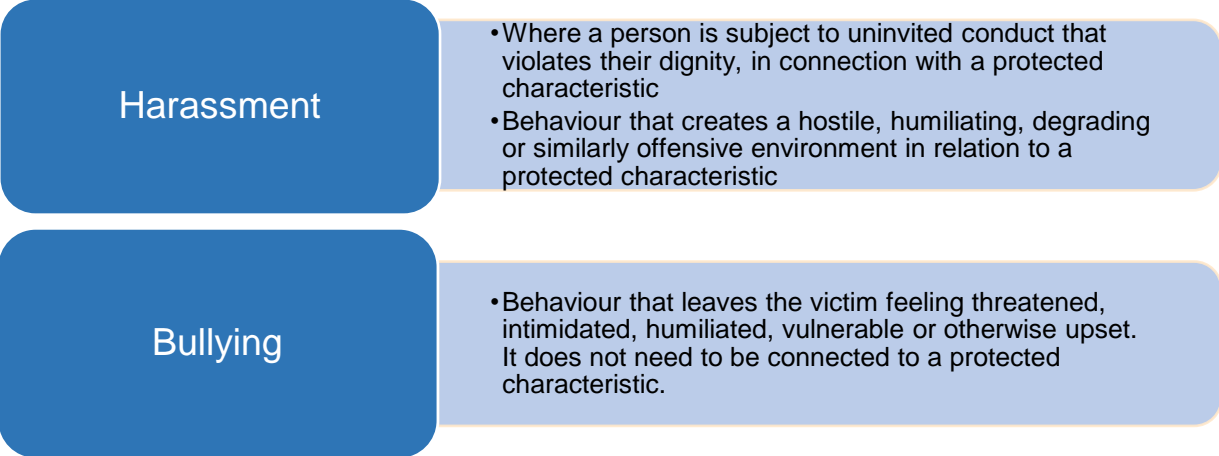 Harassment
•Where a person is subject to uninvited conduct that
violates their dignity, in connection with a protected
characteristic
•Behaviour that creates a hostile, humiliating, degrading
or similarly offensive environment in relation to a
protected characteristic
Bullying
•Behaviour that leaves the victim feeling threatened,
intimidated, humiliated, vulnerable or otherwise upset.
It does not need to be connected to a protected
characteristic.